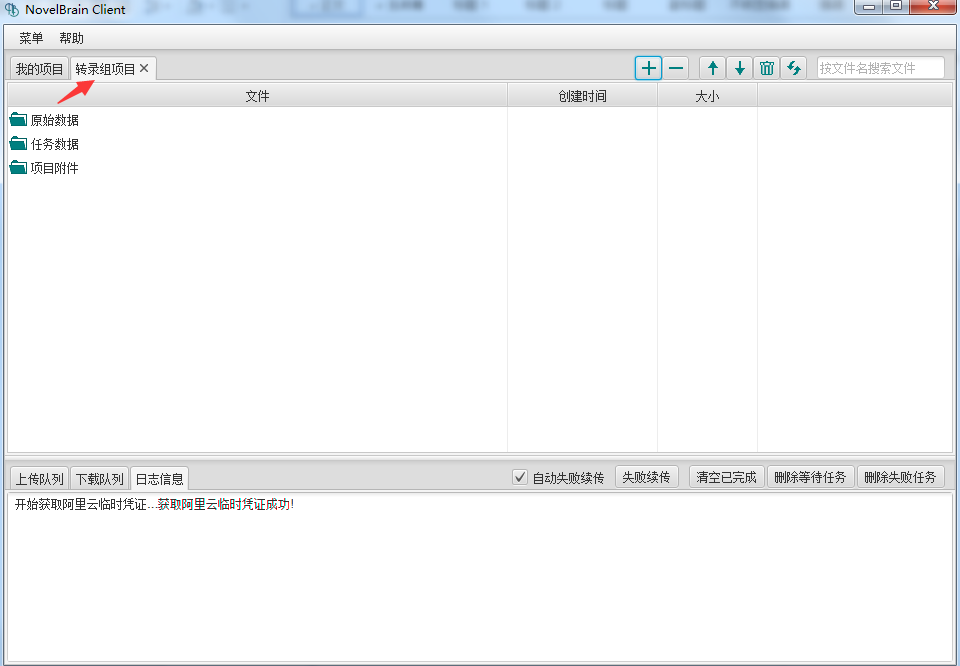 NovelBrain Client
菜单 帮助
我的项目 转录组项目 按文件名搜索文件
文件 创建时间 大小
原始数据
任务数据
项目附件
上传队列 下载队列 日志信息 自动失败续传 失败续传 清空已完成 删除等待任务 删除失败任务
开始获取阿里云临时凭证...获取阿里云临时凭证成功!